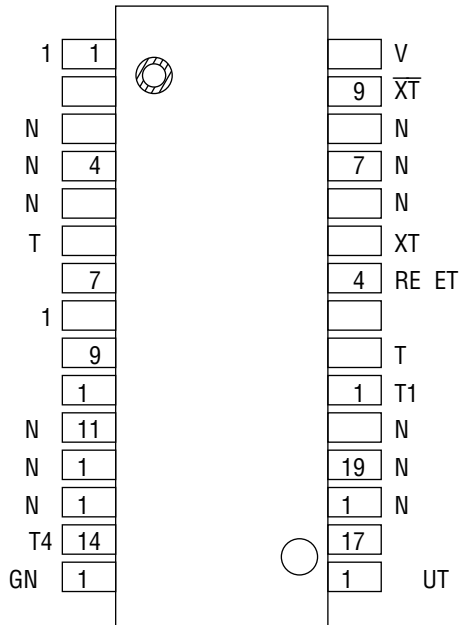 1 1 V
9 X̅T̅
N N
N 4 7 N
N N
T XT
7 4 RE ET
1
9 T
1 1 T1
N 11 N
N 1 19 N
N 1 1 N
T4 14 17
GN 1 1 UT